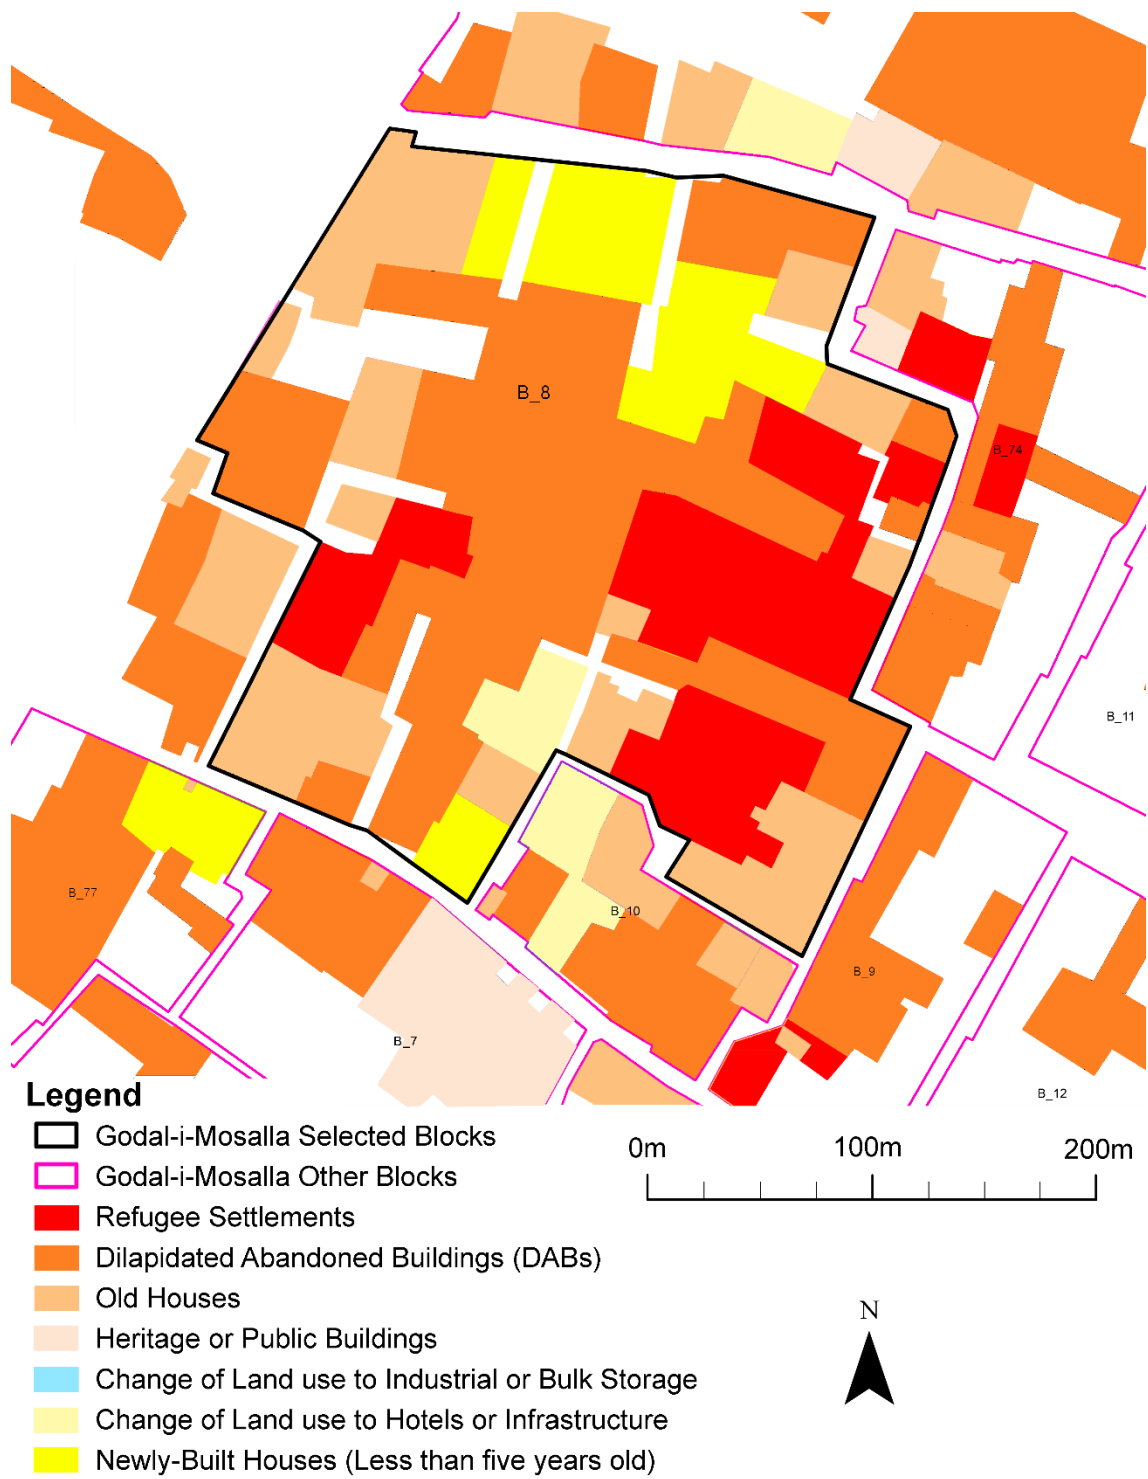 B_8
B_74
B_11
B_77
B_10
B_9
B_7
B_12
Legend
Godal-i-Mosalla Selected Blocks
Godal-i-Mosalla Other Blocks
Refugee Settlements
Dilapidated Abandoned Buildings (DABs)
Old Houses
Heritage or Public Buildings
Change of Land use to Industrial or Bulk Storage
Change of Land use to Hotels or Infrastructure
Newly-Built Houses (Less than five years old)
0m 100m 200m
N